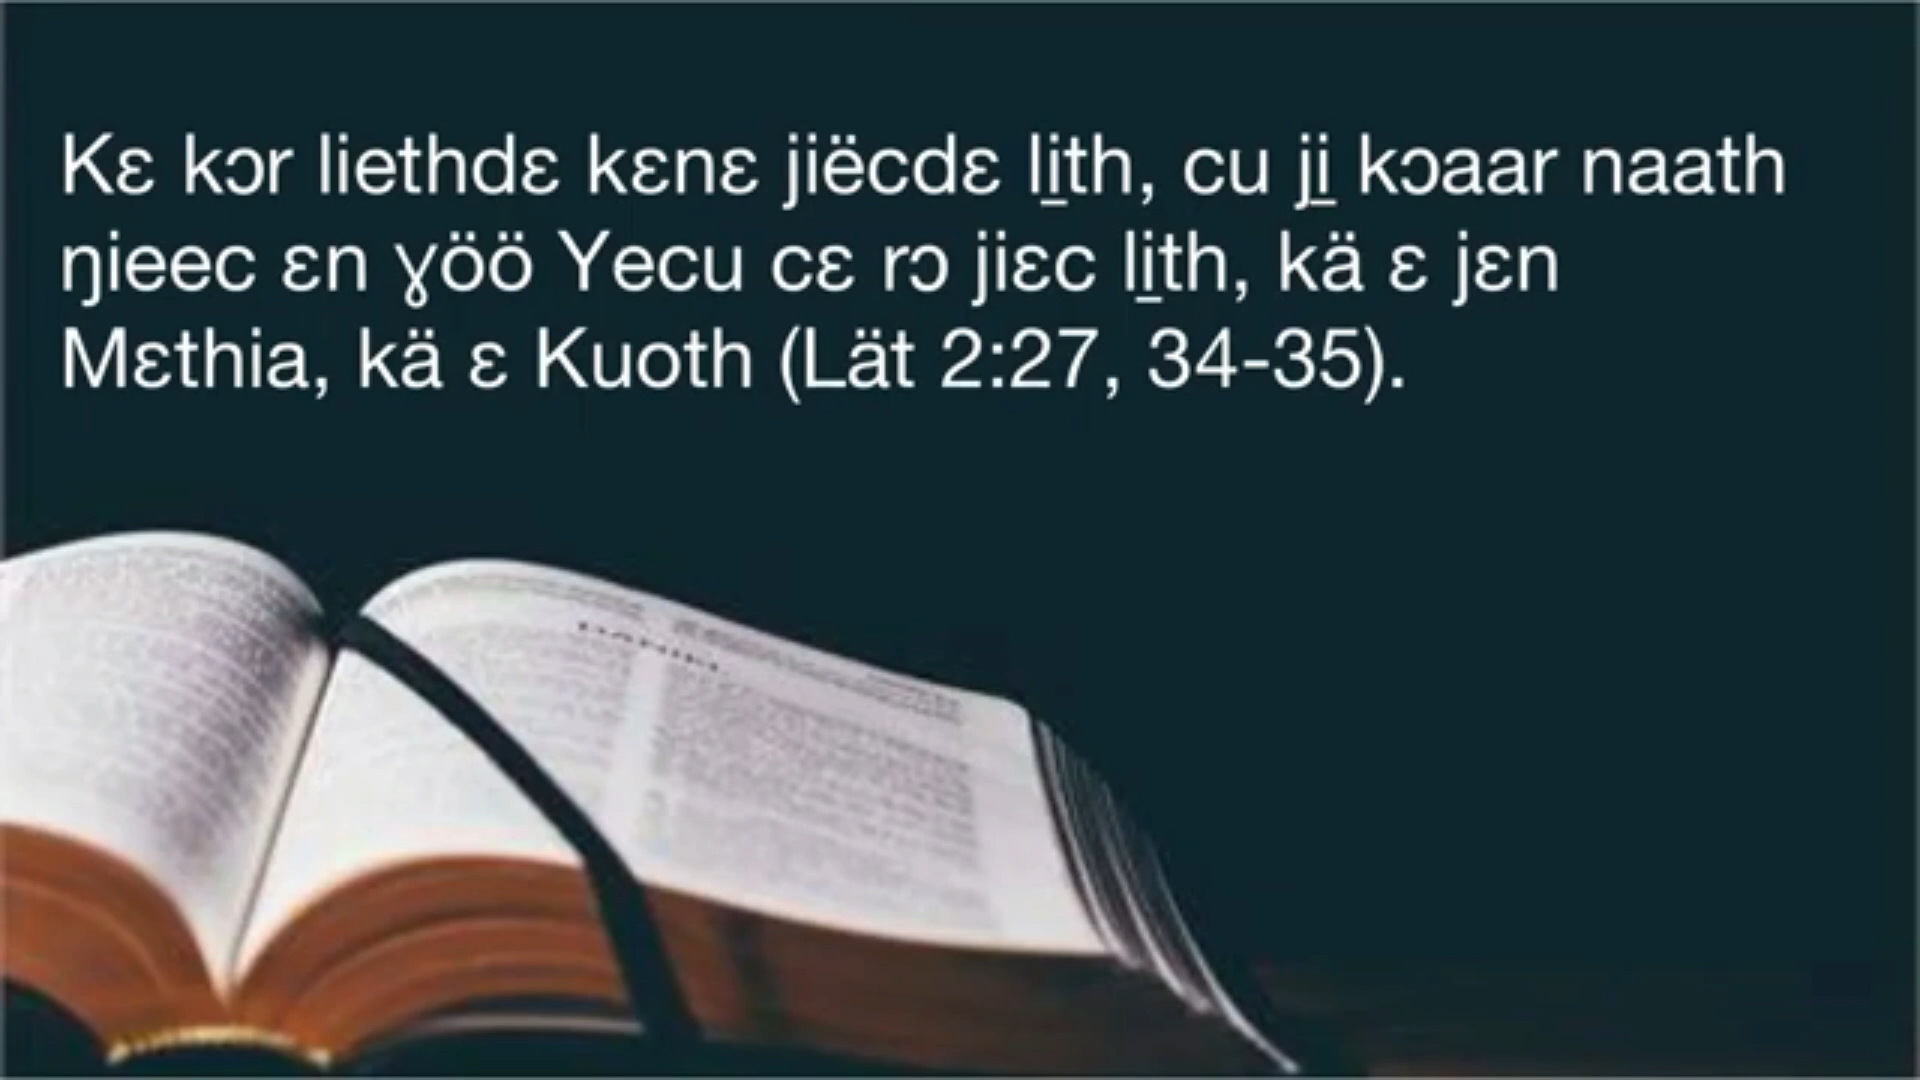 Kɛ kɔr liethdɛ kɛnɛ jiëcdɛ li̱th, cu ji̱ kɔaar naath
ŋieec ɛn ɣöö Yecu cɛ rɔ jiɛc li̱th, kä ɛ jɛn
Mɛthia, kä ɛ Kuoth (Lät 2:27, 34-35).